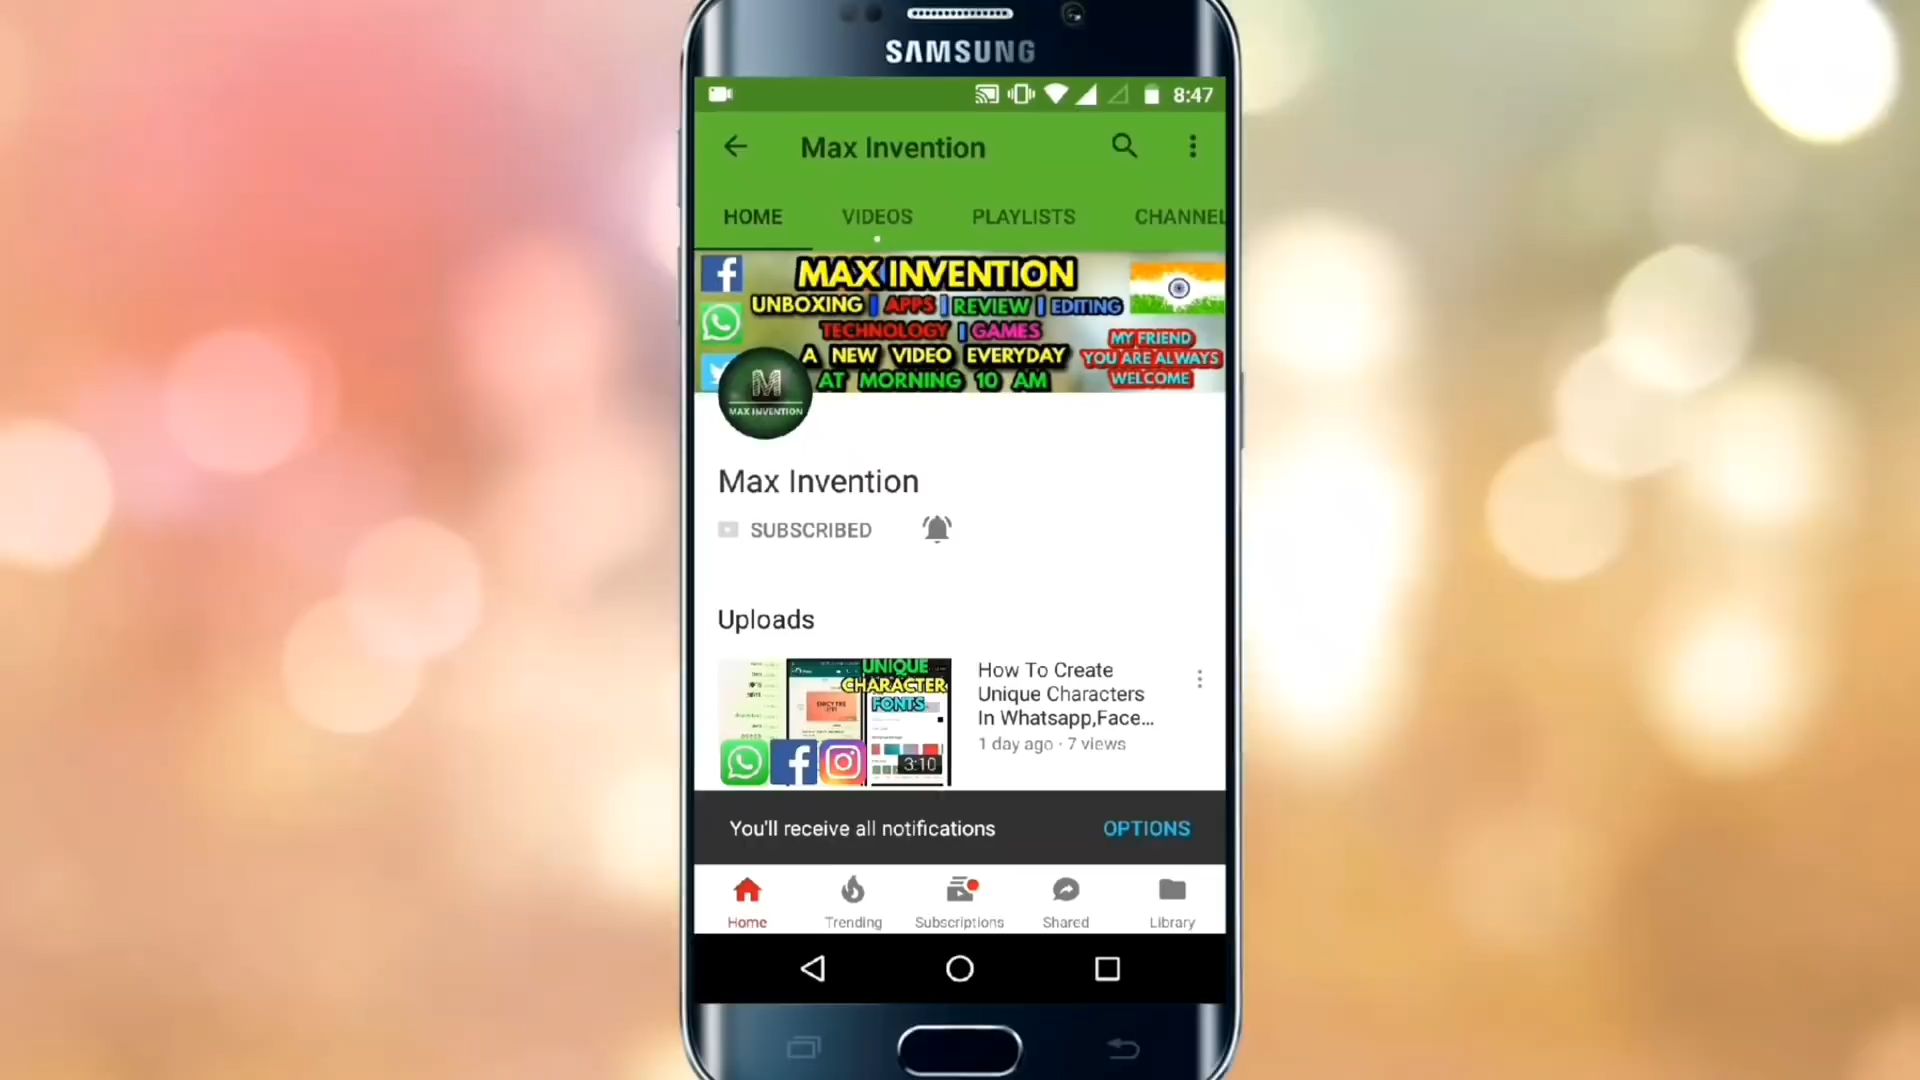 SAMSUNG
8:47
Max Invention
HOME VIDEOS PLAYLISTS CHANNEL
MAX INVENTION
UNBOXING | APPS | REVIEW | EDITING
TECHNOLOGY | GAMES
A NEW VIDEO EVERYDAY
AT MORNING 10 AM
MY FRIEND
YOU ARE ALWAYS
WELCOME
M
MAX INVENTION
Max Invention
SUBSCRIBED
Uploads
UNIQUE
CHARACTER
FONTS
3:10
How To Create
Unique Characters
In Whatsapp,Face...
1 day ago · 7 views
You'll receive all notifications OPTIONS
Home Trending Subscriptions Shared Library